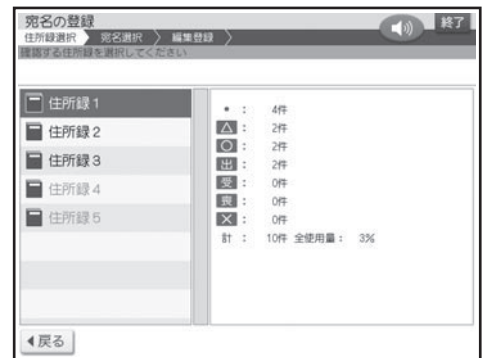 宛名の登録
終了
住所録選択 宛名選択 編集登録
確認する住所録を選択してください
住所録1
住所録2
住所録3
住所録4
住所録5
* : 4件
△ : 2件
○ : 2件
出 : 2件
受 : 0件
喪 : 0件
× : 0件
計 : 10件 全使用量: 3%
戻る